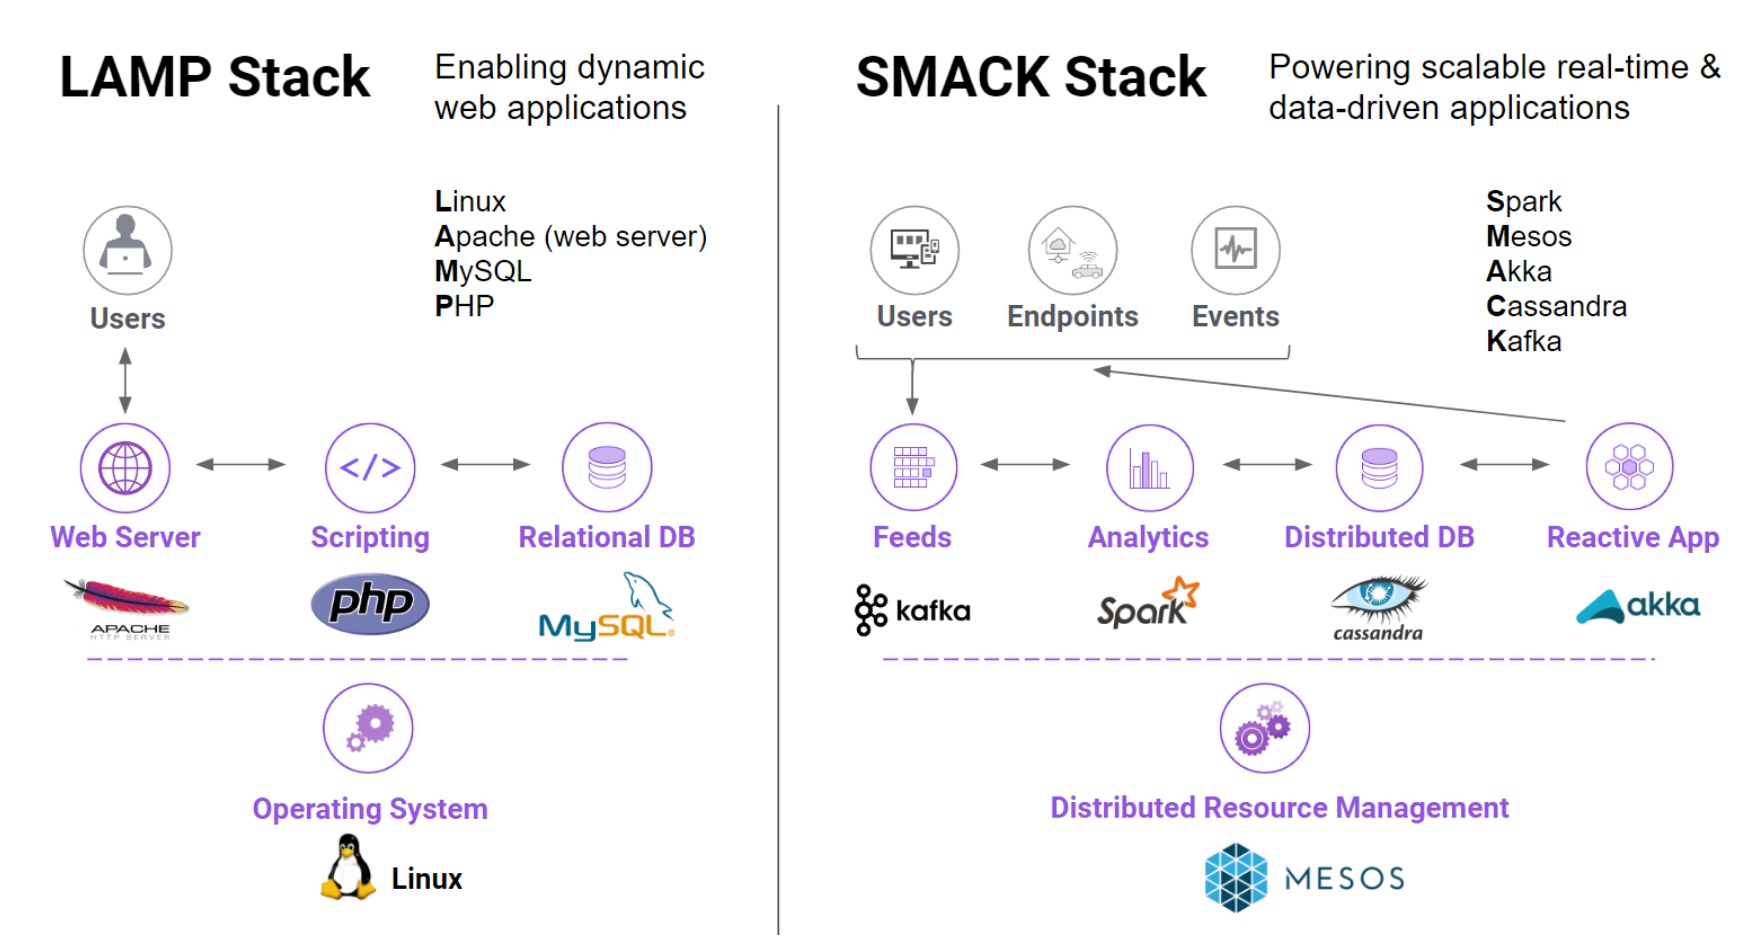 LAMP Stack
Enabling dynamic
web applications
Linux
Apache (web server)
MySQL
PHP
Users
Web Server
Scripting
Relational DB
</>
APACHE
HTTP SERVER
php
MySQL®
Operating System
Linux
SMACK Stack
Powering scalable real-time &
data-driven applications
Spark
Mesos
Akka
Cassandra
Kafka
Users
Endpoints
Events
Feeds
Analytics
Distributed DB
Reactive App
kafka
Spark
cassandra
akka
Distributed Resource Management
MESOS